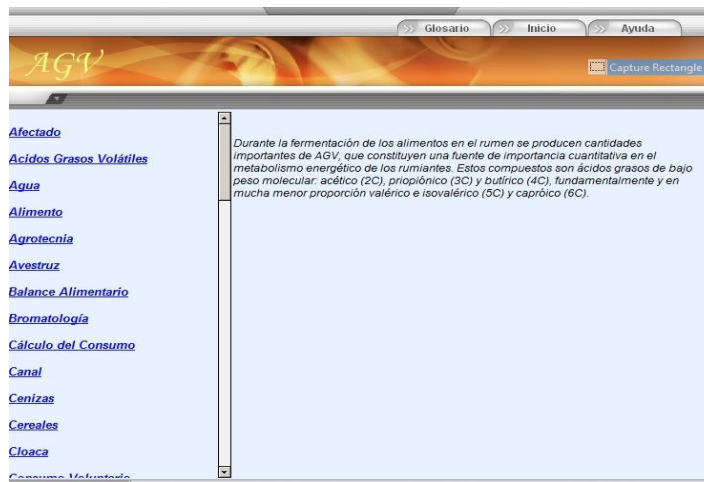 Glosario
Inicio
Ayuda
AGV
Capture Rectangle
Afectado
Acidos Grasos Volátiles
Agua
Alimento
Agrotecnía
Avestruz
Balance Alimentario
Bromatología
Cálculo del Consumo
Canal
Cenizas
Cereales
Cloaca
Consumo Voluntario
Durante la fermentación de los alimentos en el rumen se producen cantidades
importantes de AGV, que constituyen una fuente de importancia cuantitativa en el
metabolismo energético de los rumiantes. Estos compuestos son ácidos grasos de bajo
peso molecular: acético (2C), priopiónico (3C) y butírico (4C), fundamentalmente y en
mucha menor proporción valérico e isovalérico (5C) y capróico (6C).